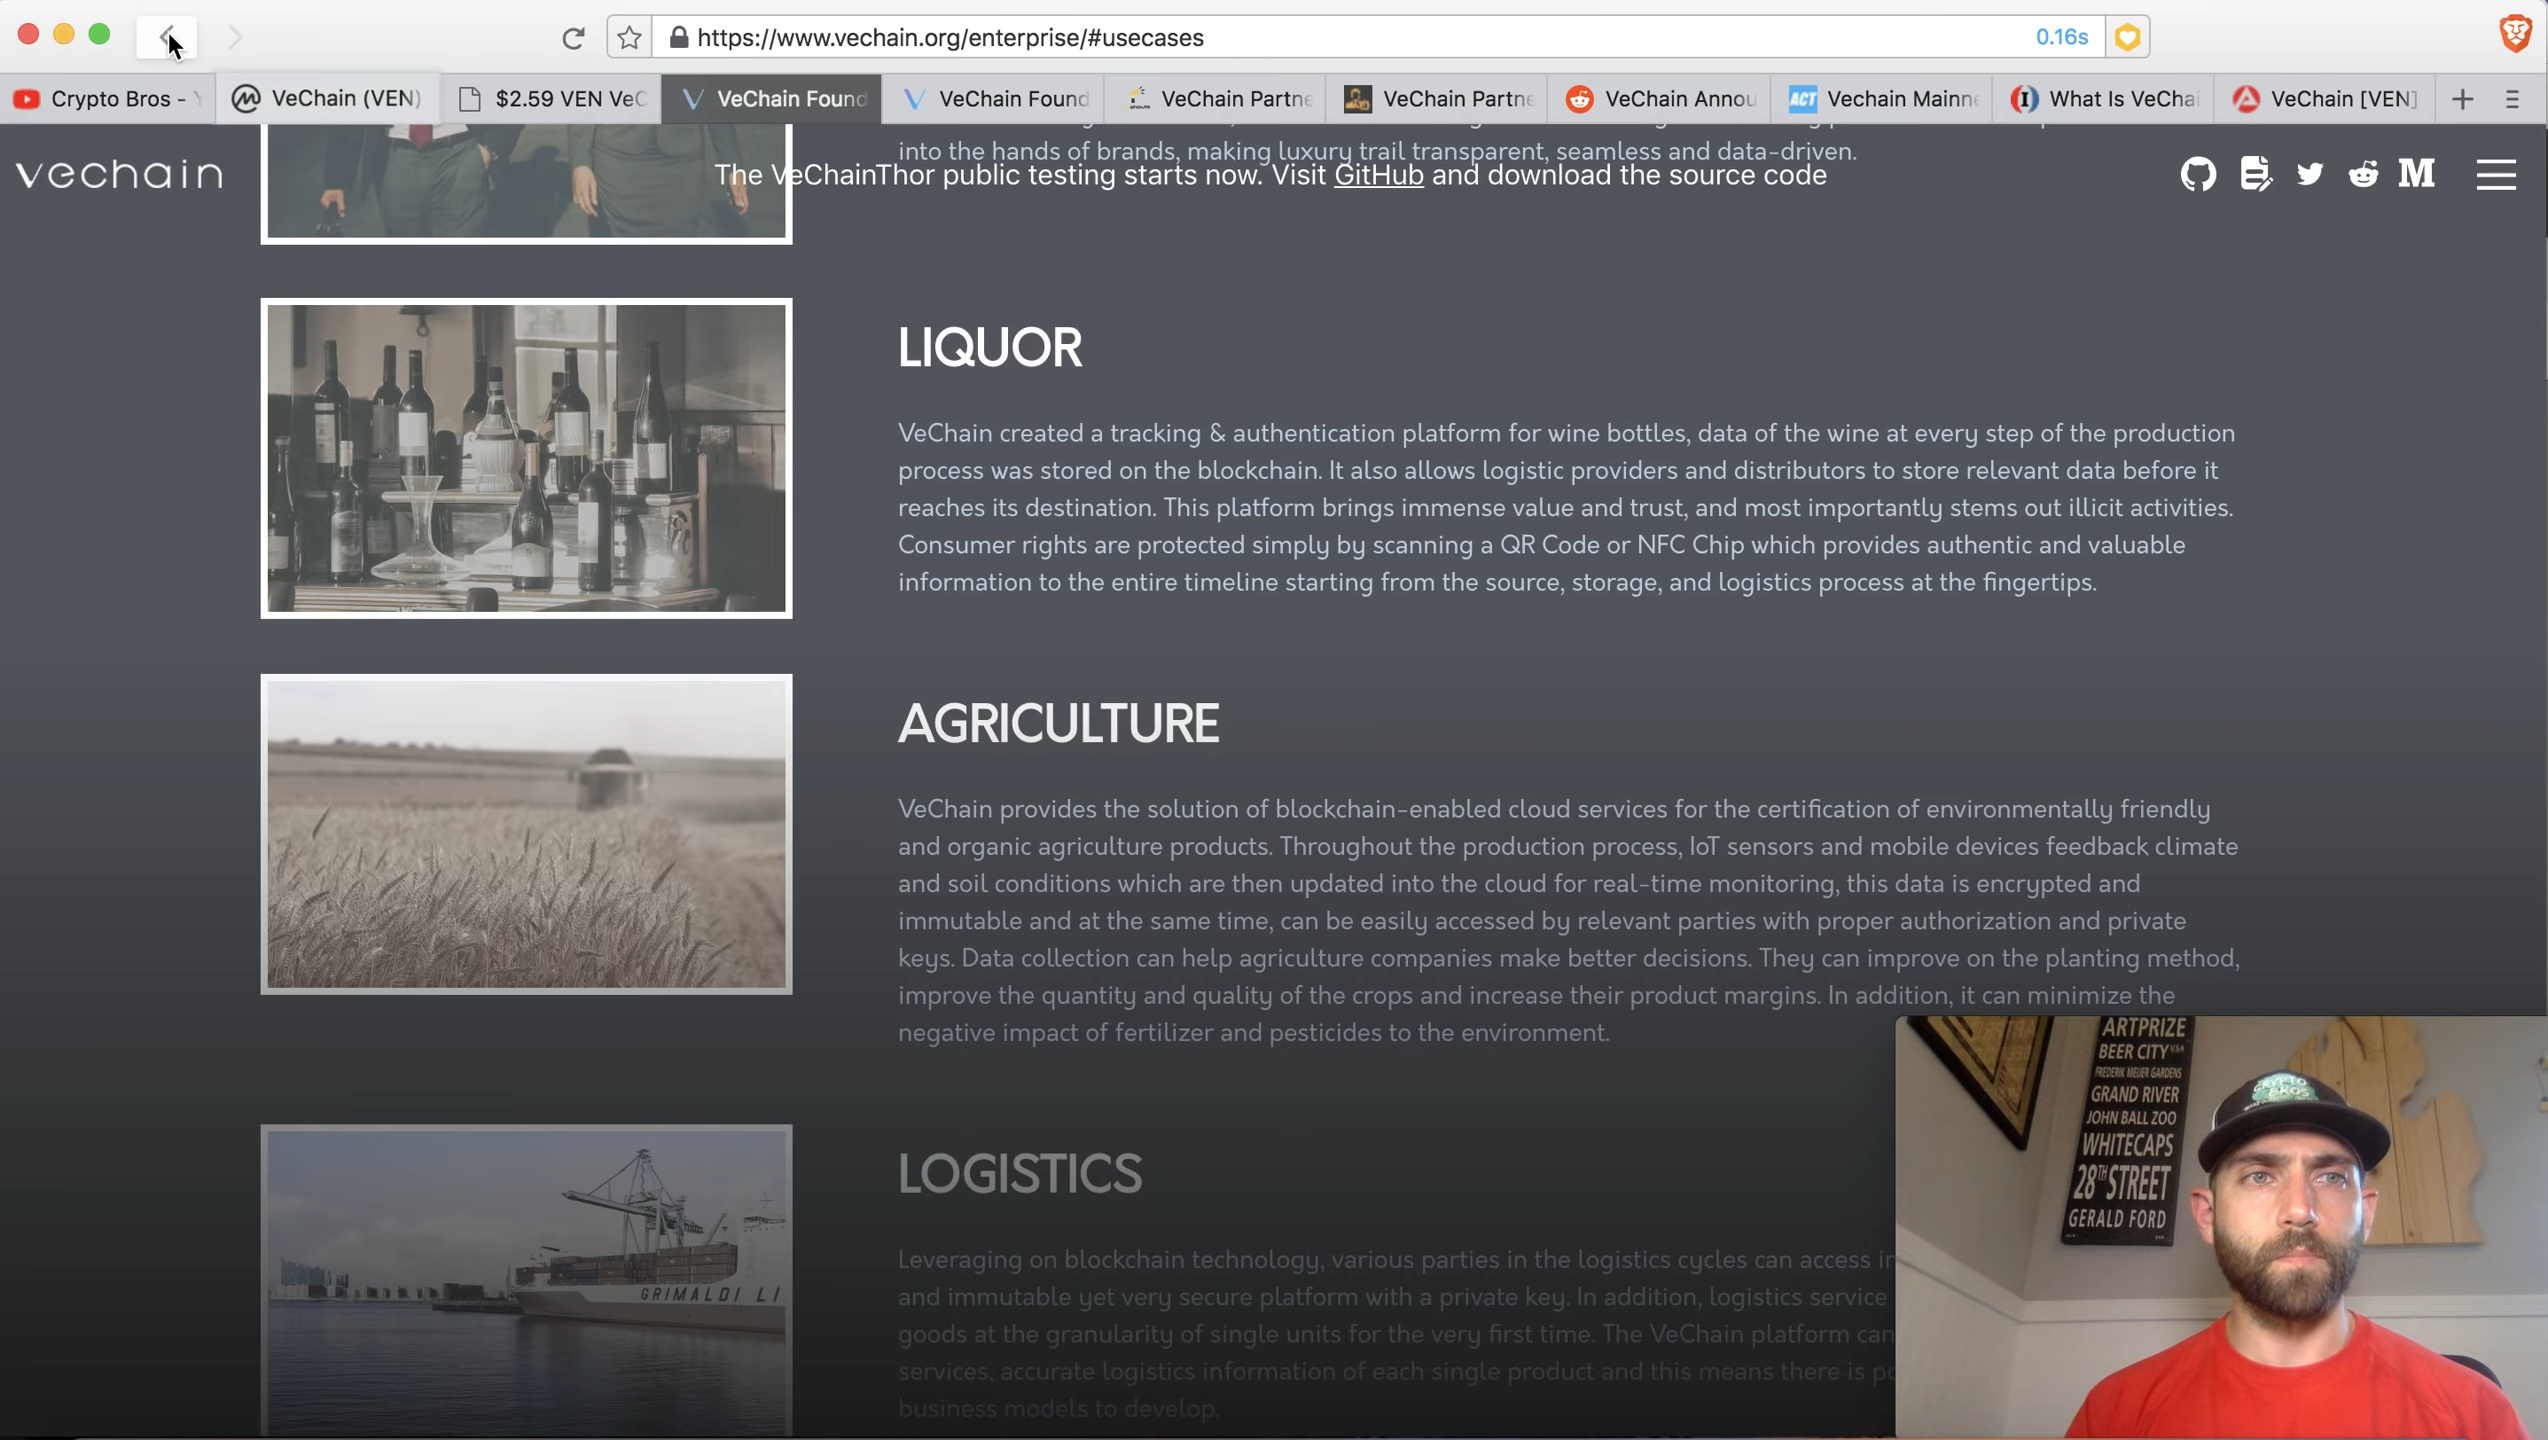 https://www.vechain.org/enterprise/#usecases
0.16s
Crypto Bros -
VeChain (VEN)
$2.59 VEN VeC
VeChain Found
VeChain Found
VeChain Partne
VeChain Partne
VeChain Annou
ACT
Vechain Mainne
What Is VeChai
VeChain [VEN]
into the hands of brands, making luxury trail transparent, seamless and data-driven.
vechain
The VeChainThor public testing starts now. Visit GitHub and download the source code
LIQUOR
VeChain created a tracking & authentication platform for wine bottles, data of the wine at every step of the production
process was stored on the blockchain. It also allows logistic providers and distributors to store relevant data before it
reaches its destination. This platform brings immense value and trust, and most importantly stems out illicit activities.
Consumer rights are protected simply by scanning a QR Code or NFC Chip which provides authentic and valuable
information to the entire timeline starting from the source, storage, and logistics process at the fingertips.
AGRICULTURE
VeChain provides the solution of blockchain-enabled cloud services for the certification of environmentally friendly
and organic agriculture products. Throughout the production process, IoT sensors and mobile devices feedback climate
and soil conditions which are then updated into the cloud for real-time monitoring, this data is encrypted and
immutable and at the same time, can be easily accessed by relevant parties with proper authorization and private
keys. Data collection can help agriculture companies make better decisions. They can improve on the planting method,
improve the quantity and quality of the crops and increase their product margins. In addition, it can minimize the
negative impact of fertilizer and pesticides to the environment.
LOGISTICS
Leveraging on blockchain technology, various parties in the logistics cycles can access
and immutable yet very secure platform with a private key. In addition, logistics service
goods at the granularity of single units for the very first time. The VeChain platform can
services, accurate logistics information of each single product and this means there is
business models to develop.
GRIMALDI LI
ARTPRIZE
BEER CITY USA
FREDERIK MEIJER GARDENS
GRAND RIVER
JOHN BALL ZOO
WHITECAPS
28TH STREET
GERALD FORD
CRYPTO
BROS